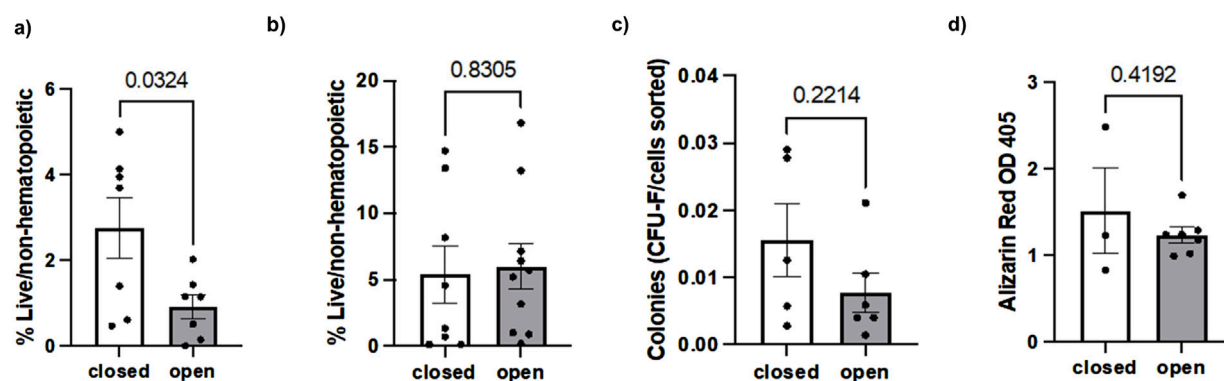 a)
% Live/non-hematopoietic
6
4
2
0
0.0324
closed open
b)
% Live/non-hematopoietic
20
15
10
5
0
0.8305
closed open
c)
Colonies (CFU-F/cells sorted)
0.04
0.03
0.02
0.01
0.00
0.2214
closed open
d)
Alizarin Red OD 405
3
2
1
0
0.4192
closed open